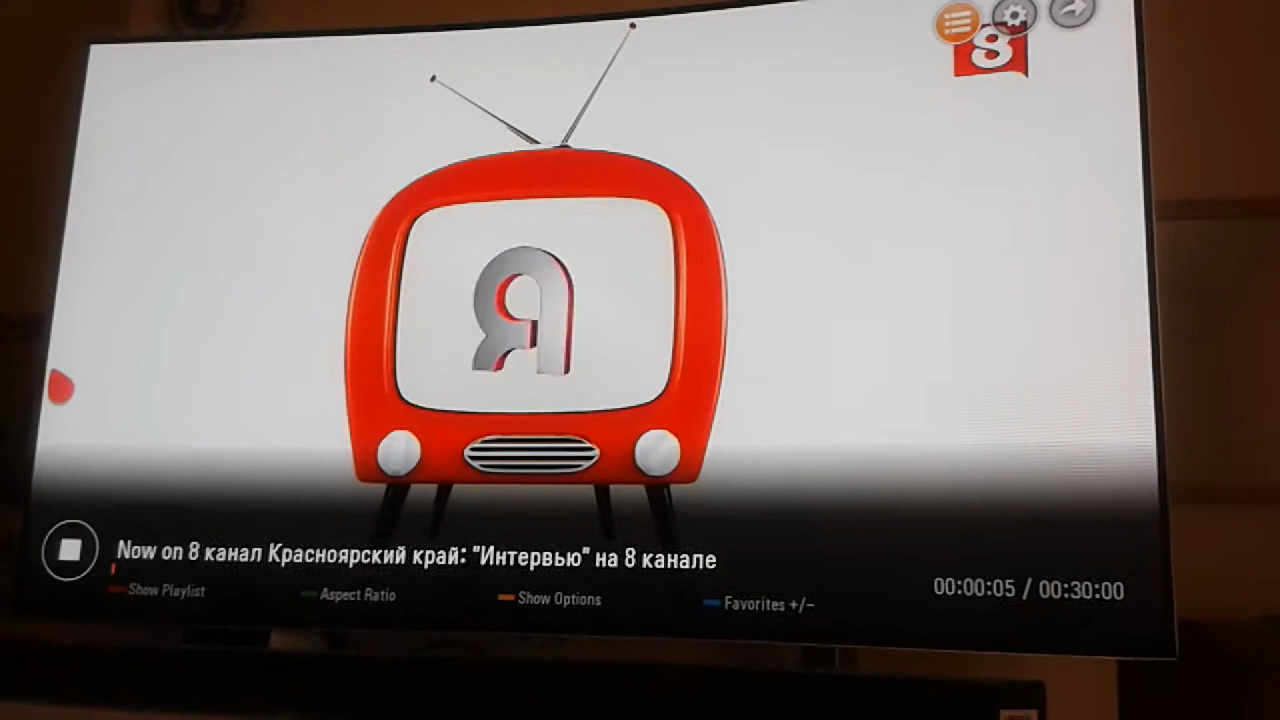 8
Я
Now on 8 канал Красноярский край: "Интервью" на 8 канале
Show Playlist
Aspect Ratio
Show Options
Favorites +/−
00:00:05 / 00:30:00